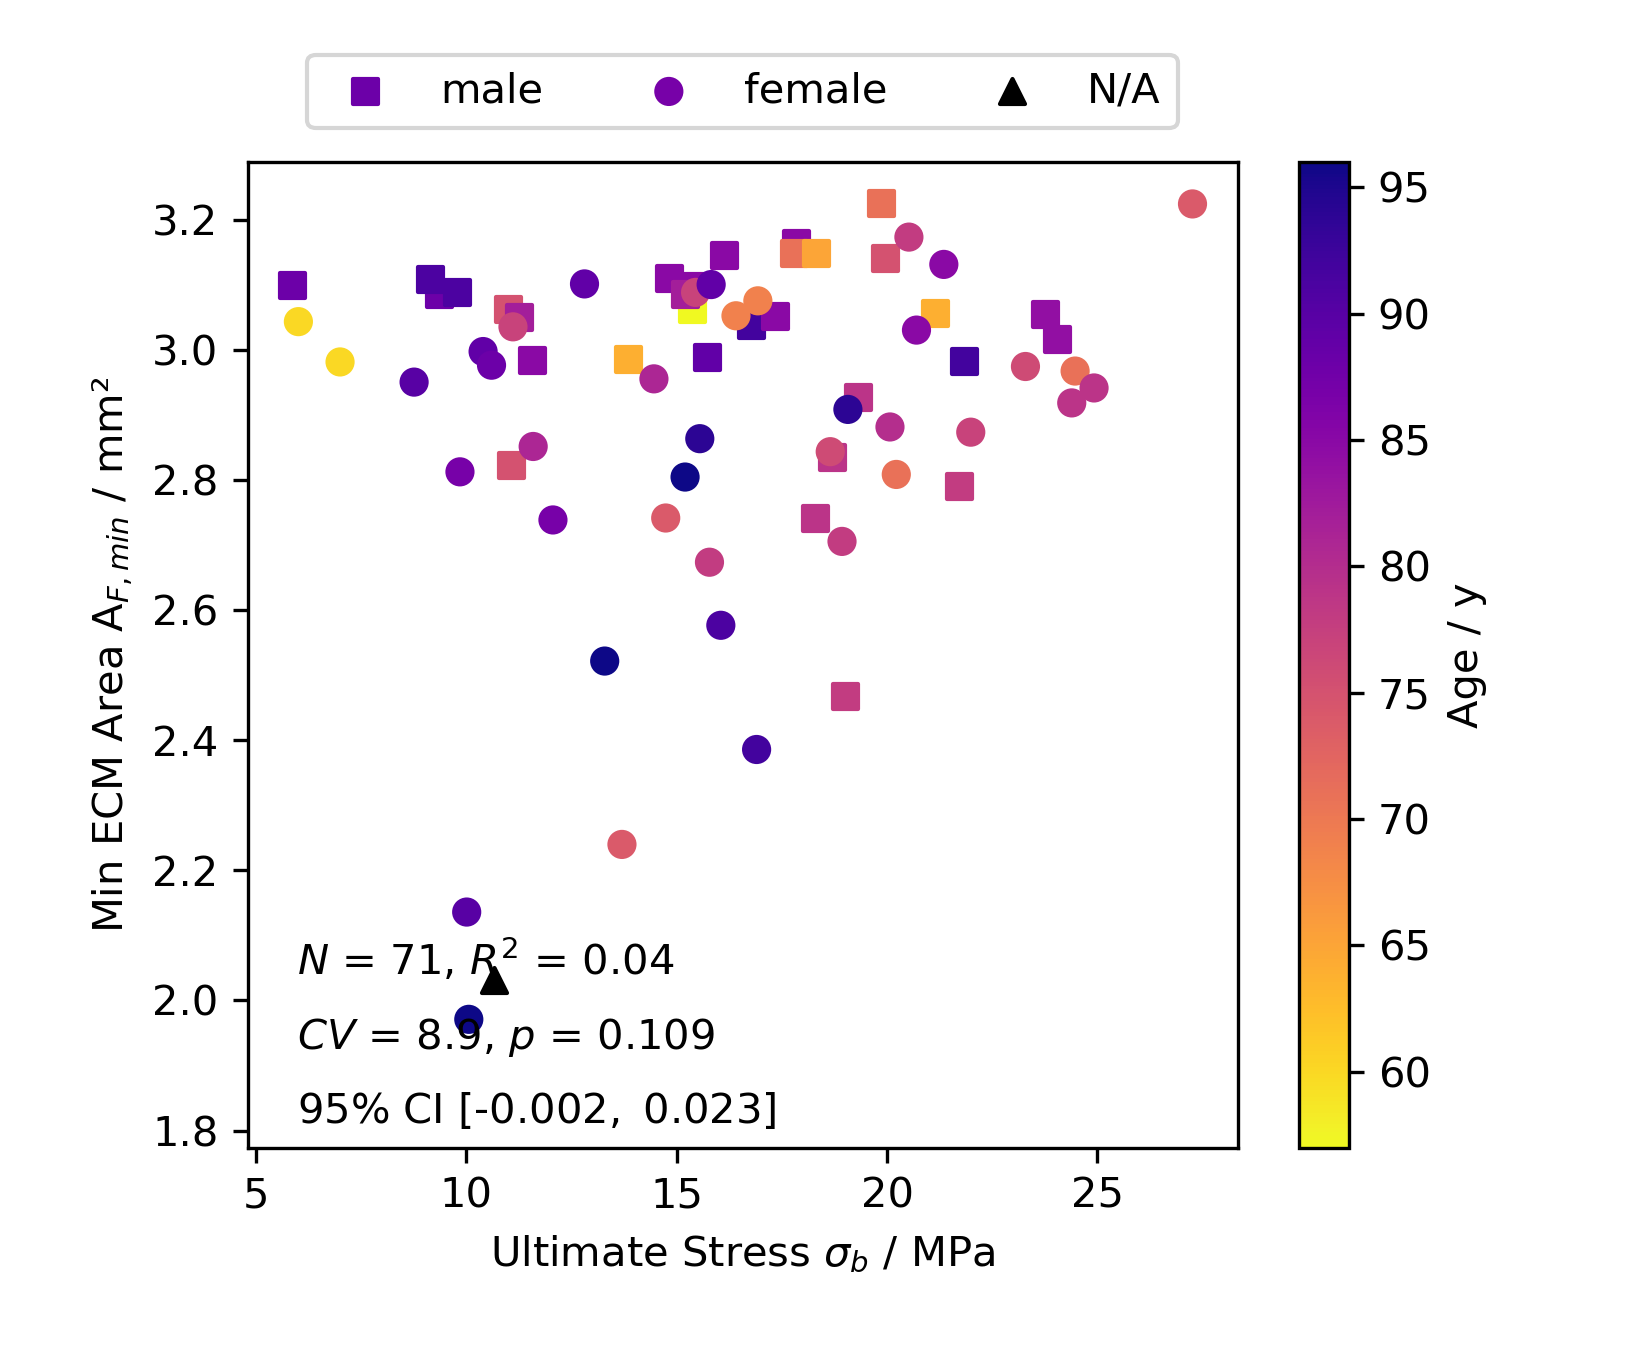 male female N/A
3.2
3.0
2.8
2.6
2.4
2.2
2.0
1.8
Min ECM Area A_{F,min} / mm²
N = 71, R² = 0.04
CV = 8.9, p = 0.109
95% CI [-0.002, 0.023]
5 10 15 20 25
Ultimate Stress σ_b / MPa
95
90
85
80
75
70
65
60
Age / y